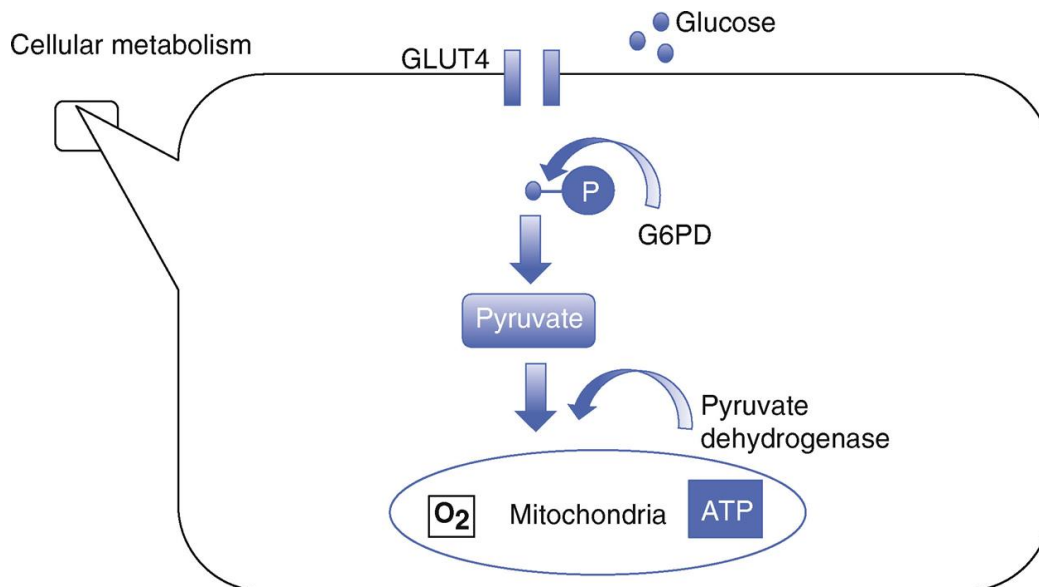 Glucose
Cellular metabolism
GLUT4
P
G6PD
Pyruvate
Pyruvate
dehydrogenase
O2
Mitochondria
ATP